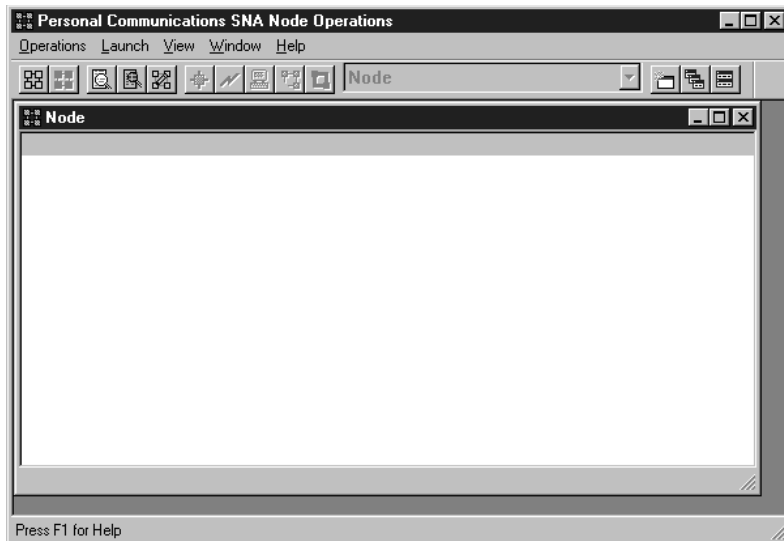 Personal Communications SNA Node Operations
Operations Launch View Window Help
Node
Node
Press F1 for Help